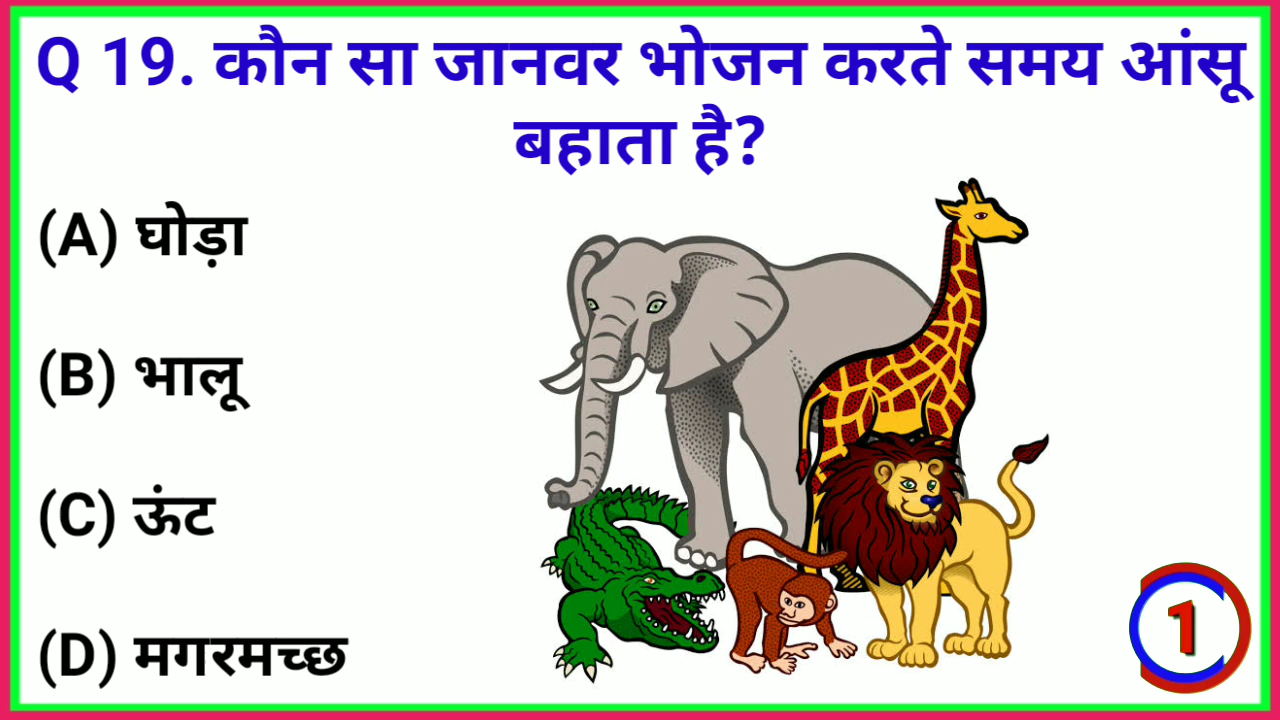 Q 19. कौन सा जानवर भोजन करते समय आंसू
बहाता है?
(A) घोड़ा
(B) भालू
(C) ऊंट
(D) मगरमच्छ
1